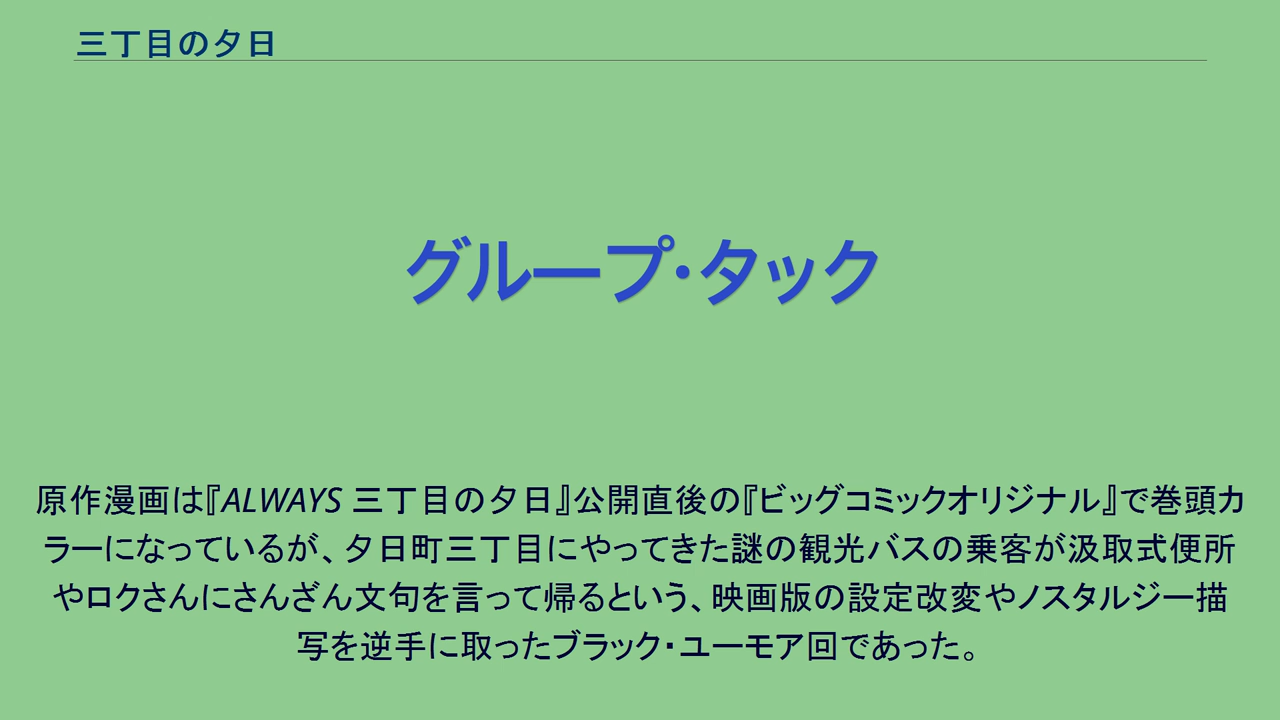 三丁目の夕日
グループ・タック
原作漫画は『ALWAYS 三丁目の夕日』公開直後の『ビッグコミックオリジナル』で巻頭カ
ラーになっているが、夕日町三丁目にやってきた謎の観光バスの乗客が汲取式便所
やロクさんにさんざん文句を言って帰るという、映画版の設定改変やノスタルジー描
写を逆手に取ったブラック・ユーモア回であった。